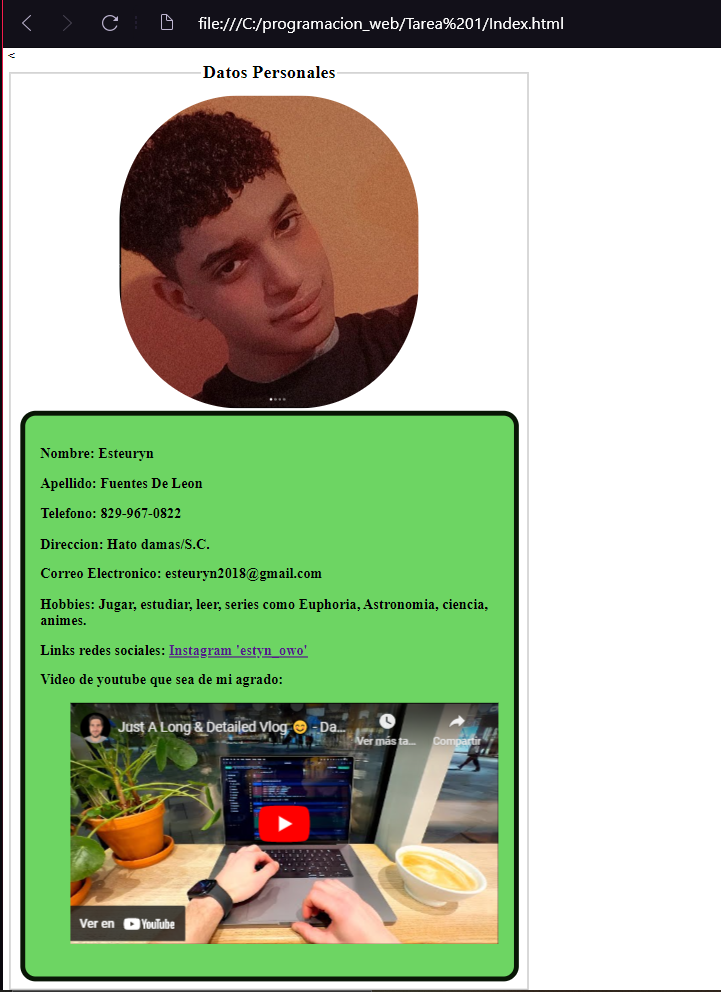 file:///C:/programacion_web/Tarea%201/Index.html
<
Datos Personales
Nombre: Esteuryn
Apellido: Fuentes De Leon
Telefono: 829-967-0822
Direccion: Hato damas/S.C.
Correo Electronico: esteuryn2018@gmail.com
Hobbies: Jugar, estudiar, leer, series como Euphoria, Astronomia, ciencia,
animes.
Links redes sociales: Instagram 'estyn_owo'
Video de youtube que sea de mi agrado:
Just A Long & Detailed Vlog 😊 - Da...
Ver más ta...
Compartir
Ver en YouTube